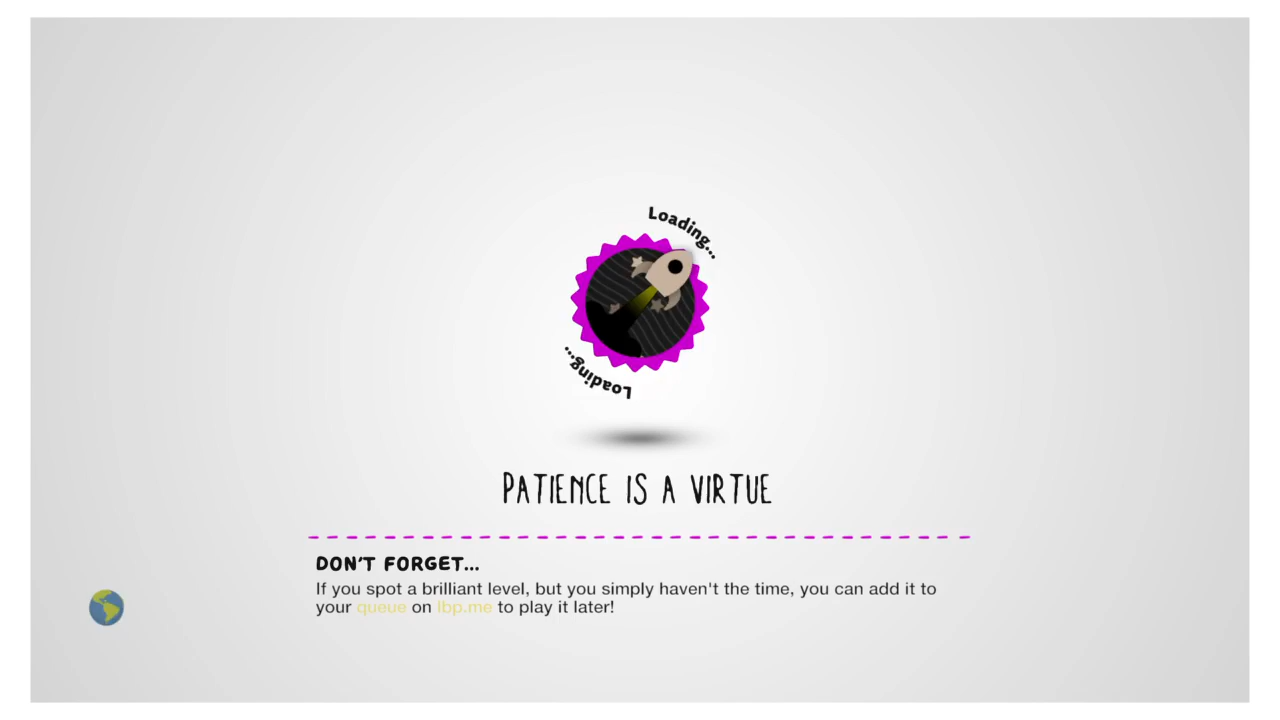 Loading...
Loading...
PATIENCE IS A VIRTUE
DON'T FORGET...
If you spot a brilliant level, but you simply haven't the time, you can add it to
your queue on lbp.me to play it later!